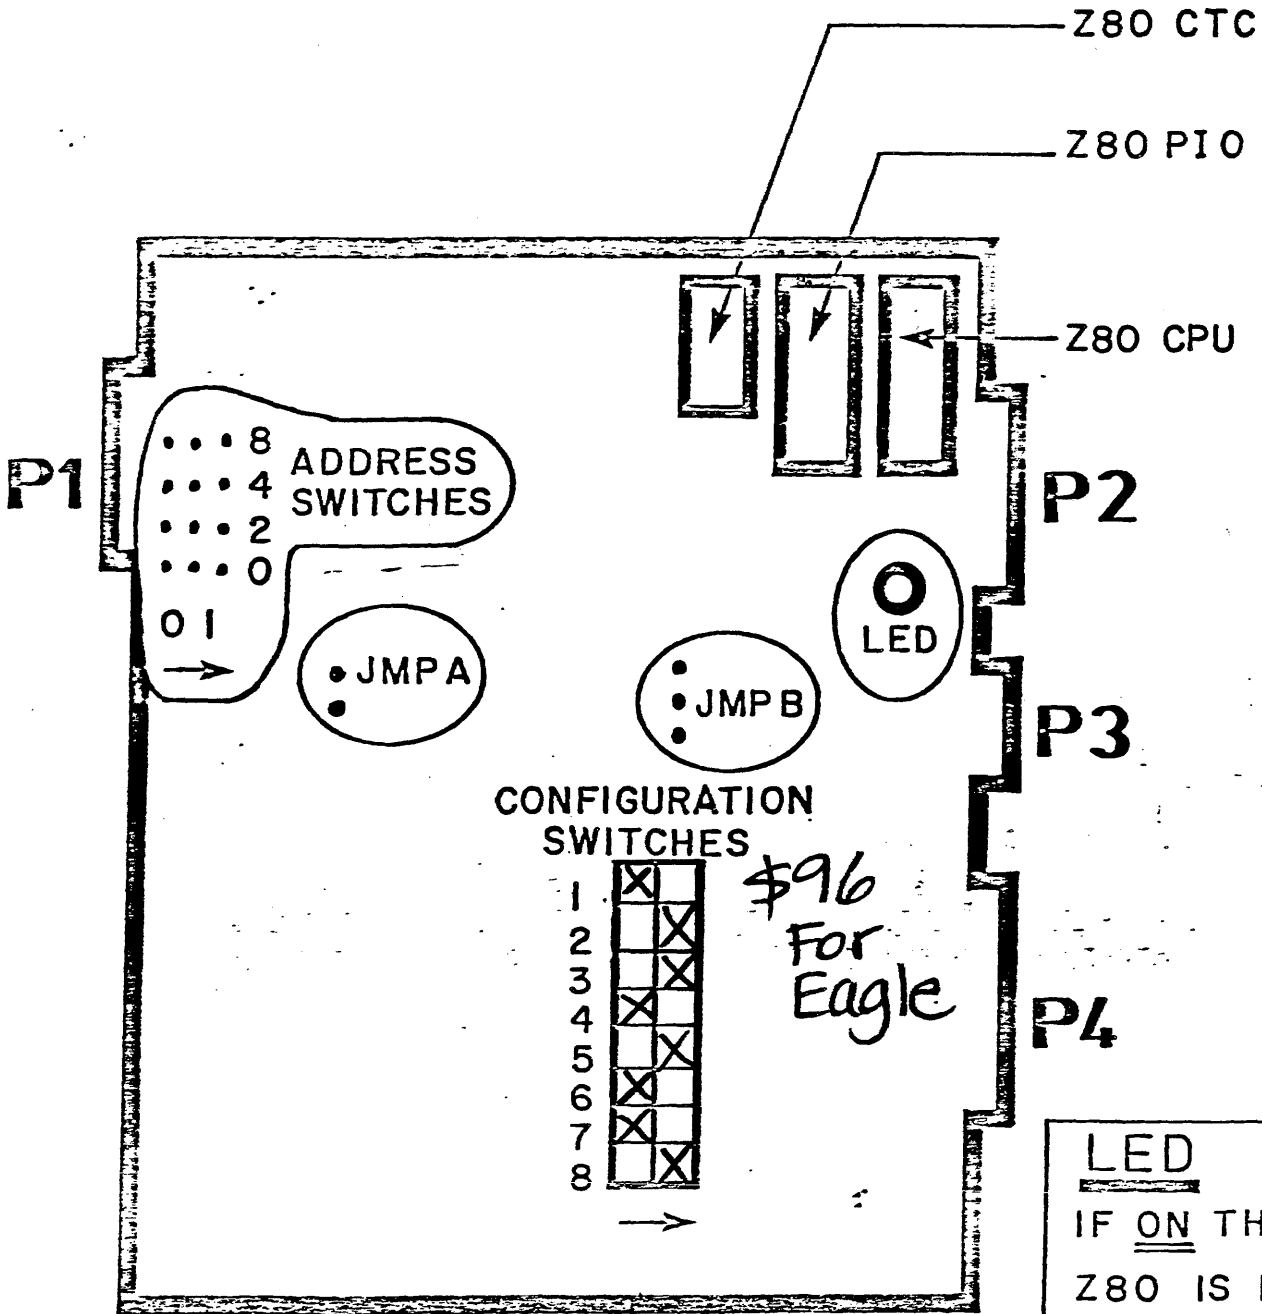 Z80 CTC
Z80 PIO
Z80 CPU
P1
8
4
2
0
ADDRESS
SWITCHES
0 1
P2
LED
JMPA
JMPB
P3
CONFIGURATION
SWITCHES
1
2
3
4
5
6
7
8
$96
For
Eagle
P4
LED
IF ON TH
Z80 IS